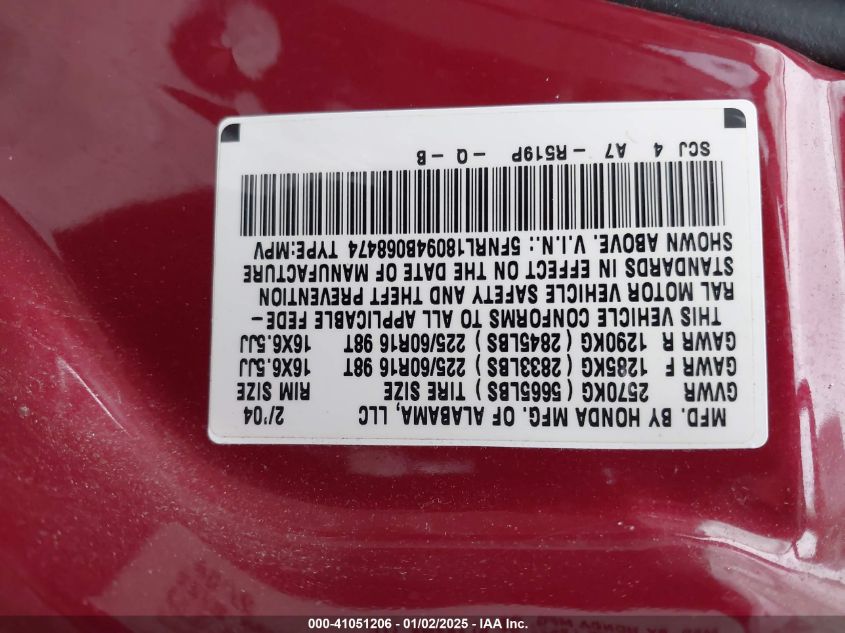 MFD. BY HONDA MFG. OF ALABAMA, LLC 2/'04
GVWR 2570KG ( 5665LBS ) TIRE SIZE RIM SIZE
GAWR F 1285KG ( 2833LBS ) 225/60R16 98T 16X6.5JJ
GAWR R 1290KG ( 2845LBS ) 225/60R16 98T 16X6.5JJ
THIS VEHICLE CONFORMS TO ALL APPLICABLE FEDE-
RAL MOTOR VEHICLE SAFETY AND THEFT PREVENTION
STANDARDS IN EFFECT ON THE DATE OF MANUFACTURE
SHOWN ABOVE. V.I.N.: 5FNRL18094B068474 TYPE:MPV
SCJ 4 A7 - R519P - Q - B
000-41051206 - 01/02/2025 - COPYRIGHT IAA, INC.